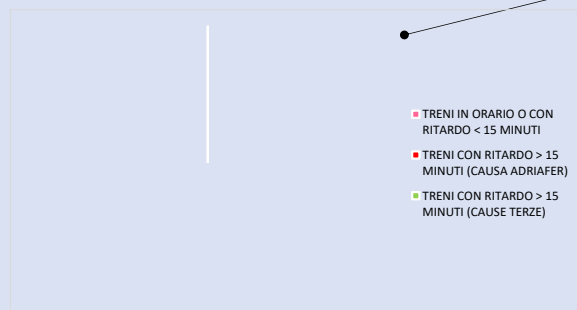 TRENI IN ORARIO O CON
RITARDO < 15 MINUTI
TRENI CON RITARDO > 15
MINUTI (CAUSA ADRIAFER)
TRENI CON RITARDO > 15
MINUTI (CAUSE TERZE)